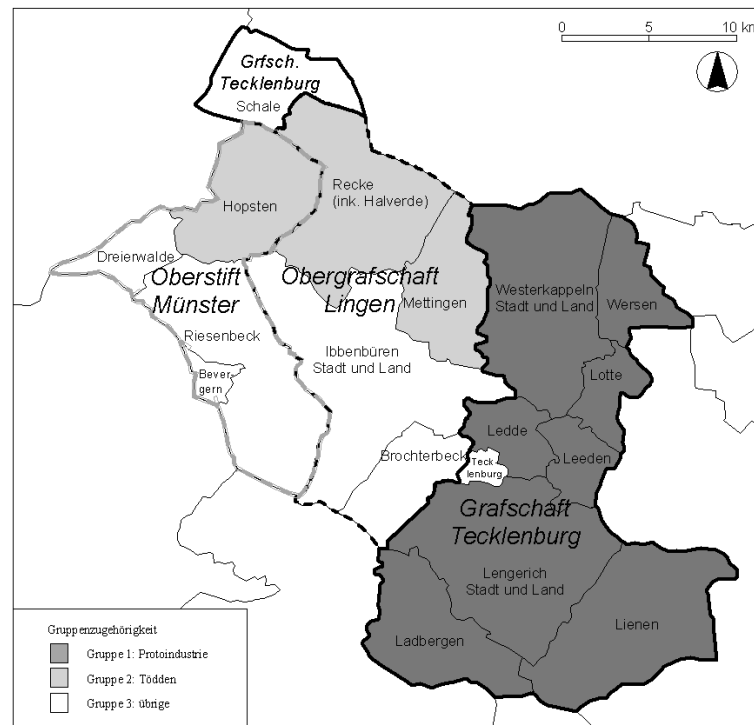 0 5 10 km
Grfsch.
Tecklenburg
Schale
Recke
(ink. Halverde)
Hopsten
Dreierwalde
Oberstift
Münster
Obergrafschaft
Lingen
Mettingen
Westerkappeln
Stadt und Land
Wersen
Riesenbeck
Ibbenbüren
Stadt und Land
Bever-
gern
Lotte
Ledde
Brochterbeck
Teck
lenburg
Leeden
Grafschaft
Tecklenburg
Lengerich
Stadt und Land
Lienen
Ladbergen
Gruppenzugehörigkeit
Gruppe 1: Protoindustrie
Gruppe 2: Tödden
Gruppe 3: übrige